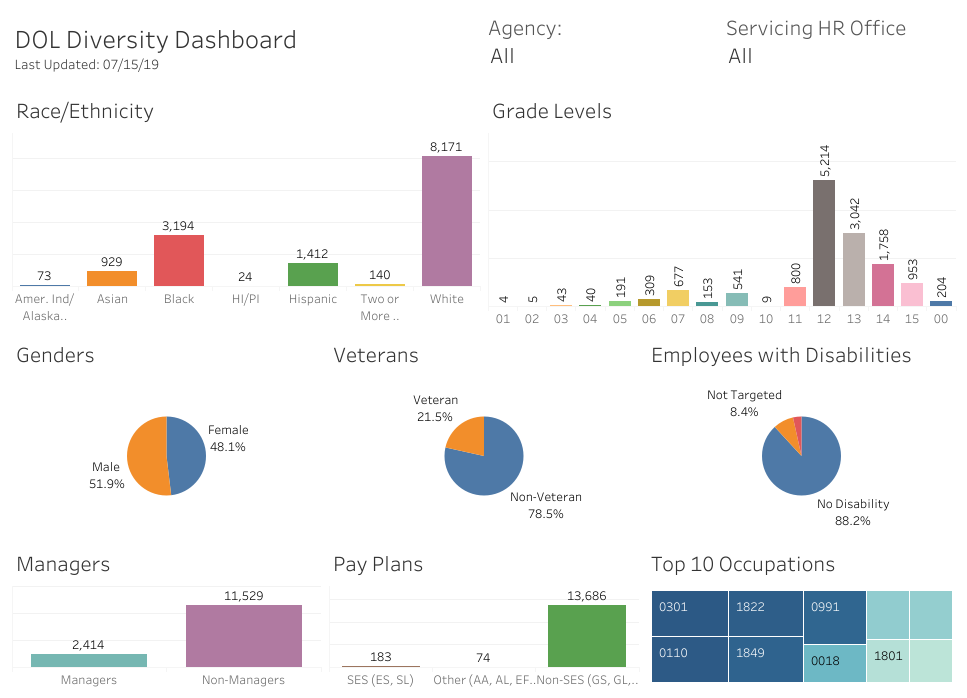 DOL Diversity Dashboard
Last Updated: 07/15/19
Agency:
All
Servicing HR Office
All
Race/Ethnicity
73
929
3,194
24
1,412
140
8,171
Amer. Ind/
Alaska..
Asian
Black
HI/PI
Hispanic
Two or
More ..
White
Grade Levels
4
5
43
40
191
309
677
153
541
9
800
5,214
3,042
1,758
953
204
01
02
03
04
05
06
07
08
09
10
11
12
13
14
15
00
Genders
Female
48.1%
Male
51.9%
Veterans
Veteran
21.5%
Non-Veteran
78.5%
Employees with Disabilities
Not Targeted
8.4%
No Disability
88.2%
Managers
2,414
11,529
Managers
Non-Managers
Pay Plans
183
74
13,686
SES (ES, SL)
Other (AA, AL, EF..
Non-SES (GS, GL,..
Top 10 Occupations
0301
1822
0991
0110
1849
0018
1801